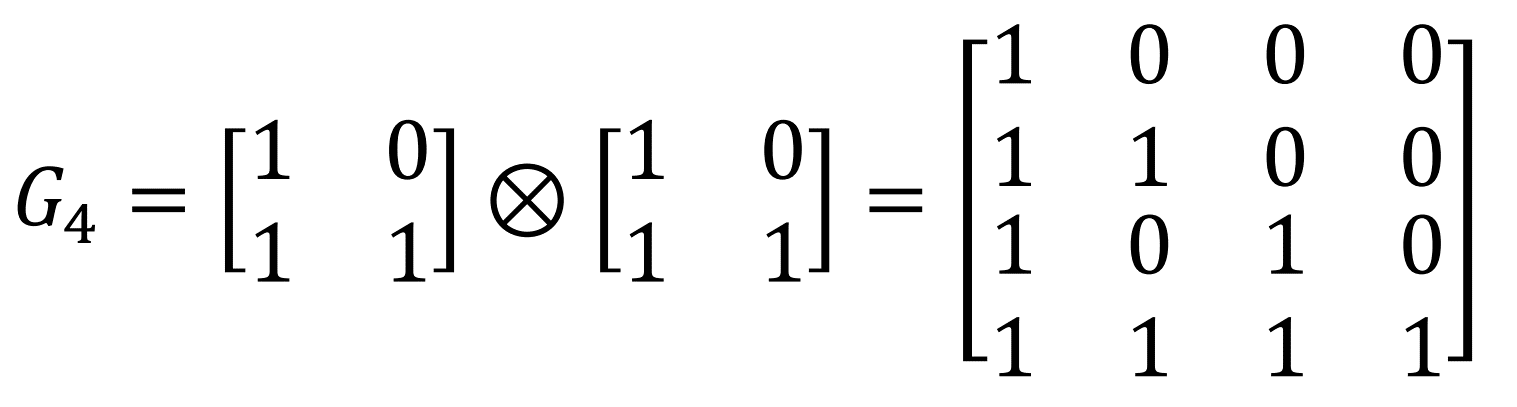 G₄ = [1 0; 1 1] ⊗ [1 0; 1 1] = [1 0 0 0; 1 1 0 0; 1 0 1 0; 1 1 1 1]